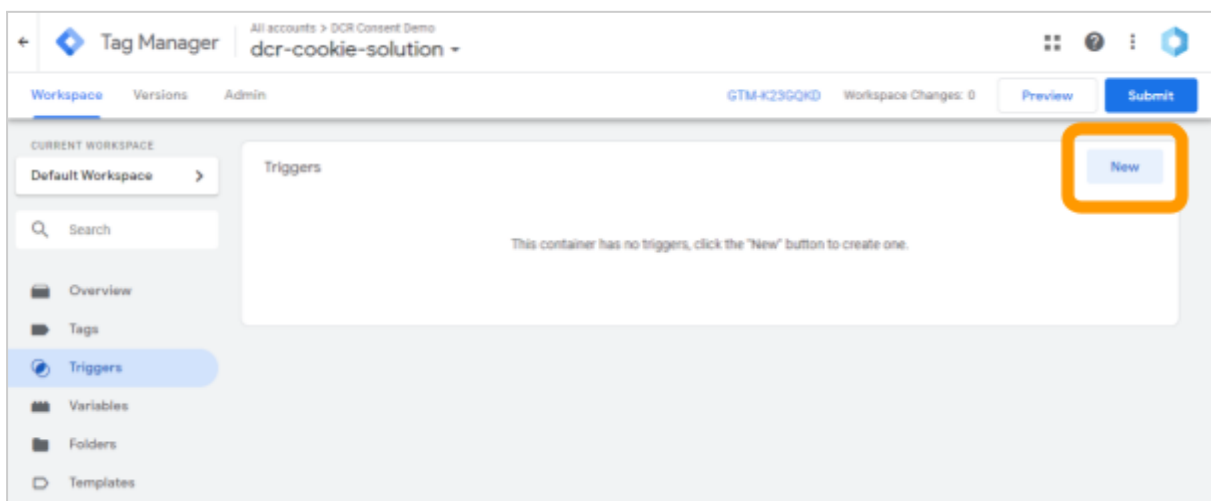 All accounts > DCR Consent Demo
Tag Manager
dcr-cookie-solution
Workspace Versions Admin GTM-K23GQKD Workspace Changes: 0 Preview Submit
CURRENT WORKSPACE
Default Workspace
Triggers New
Search
This container has no triggers, click the "New" button to create one.
Overview
Tags
Triggers
Variables
Folders
Templates